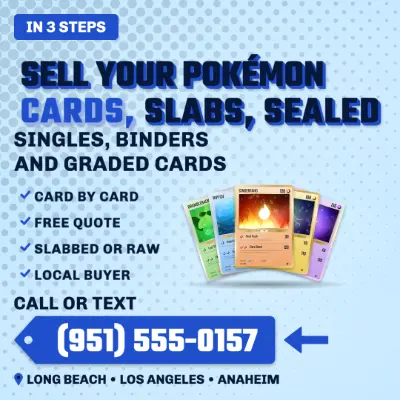 IN 3 STEPS
SELL YOUR POKÉMON
CARDS, SLABS, SEALED
SINGLES, BINDERS
AND GRADED CARDS
CARD BY CARD
FREE QUOTE
SLABBED OR RAW
LOCAL BUYER
CALL OR TEXT
(951) 555-0157
LONG BEACH • LOS ANGELES • ANAHEIM